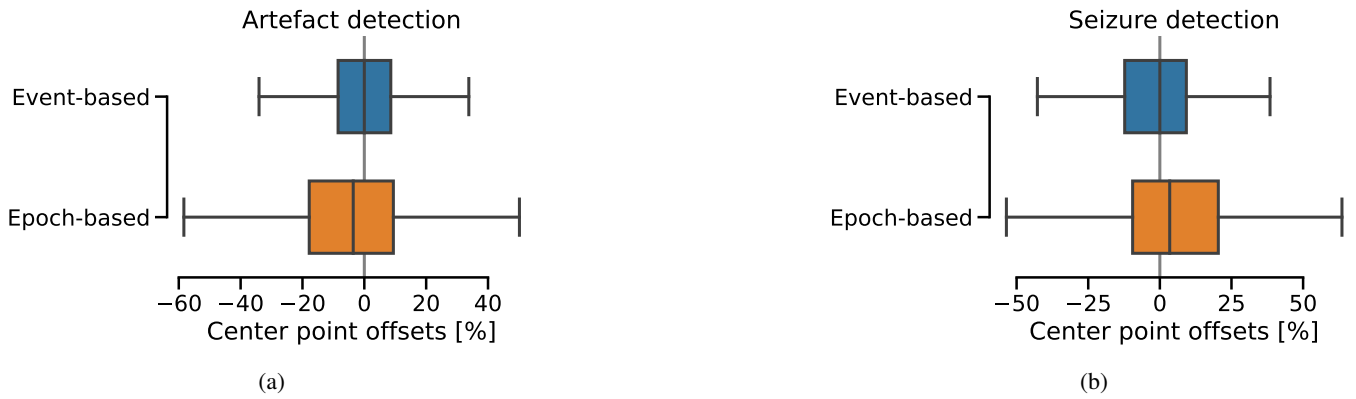 Artefact detection
Event-based
Epoch-based
−60 −40 −20 0 20 40
Center point offsets [%]
(a)
Seizure detection
Event-based
Epoch-based
−50 −25 0 25 50
Center point offsets [%]
(b)